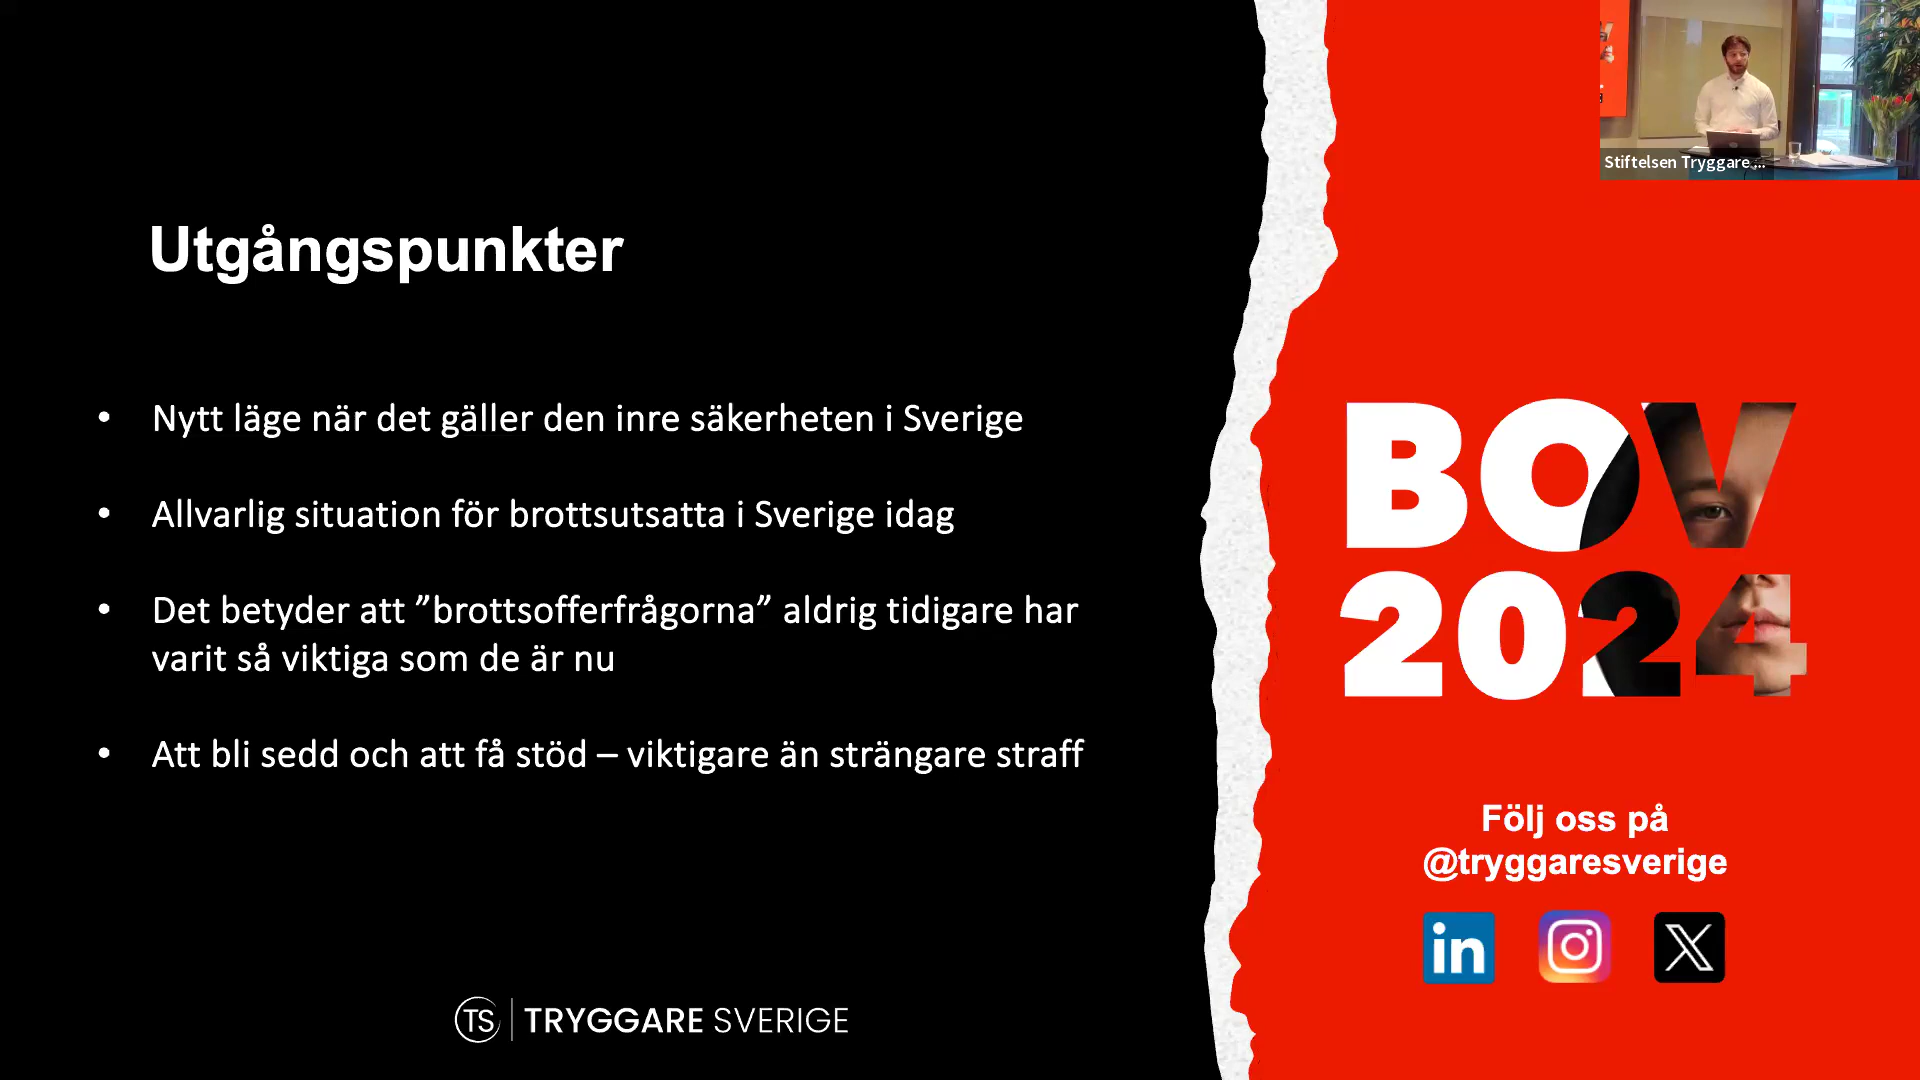 Stiftelsen Tryggare ...
Utgångspunkter
• Nytt läge när det gäller den inre säkerheten i Sverige
• Allvarlig situation för brottsutsatta i Sverige idag
• Det betyder att ”brottsofferfrågorna” aldrig tidigare har
varit så viktiga som de är nu
• Att bli sedd och att få stöd – viktigare än strängare straff
TS TRYGGARE SVERIGE
BOV
2024
Följ oss på
@tryggaresverige
in
X